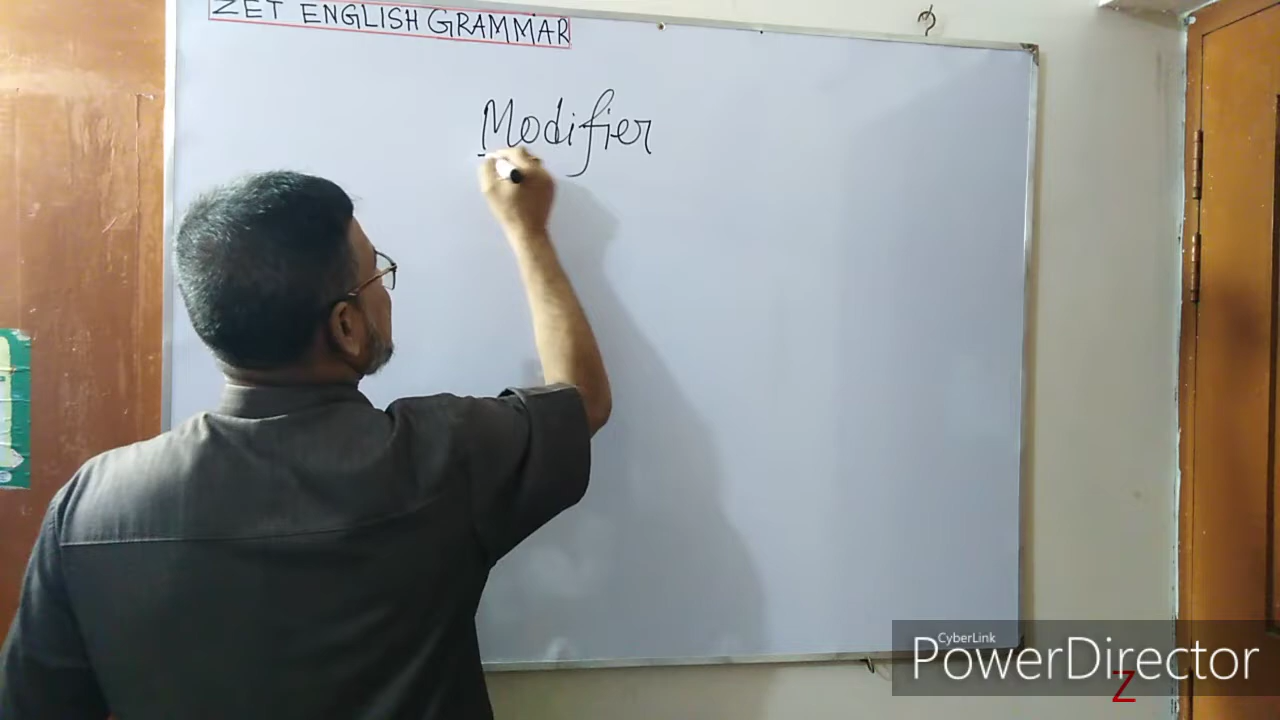 ZET ENGLISH GRAMMAR
Modifier
CyberLink
PowerDirector
Z